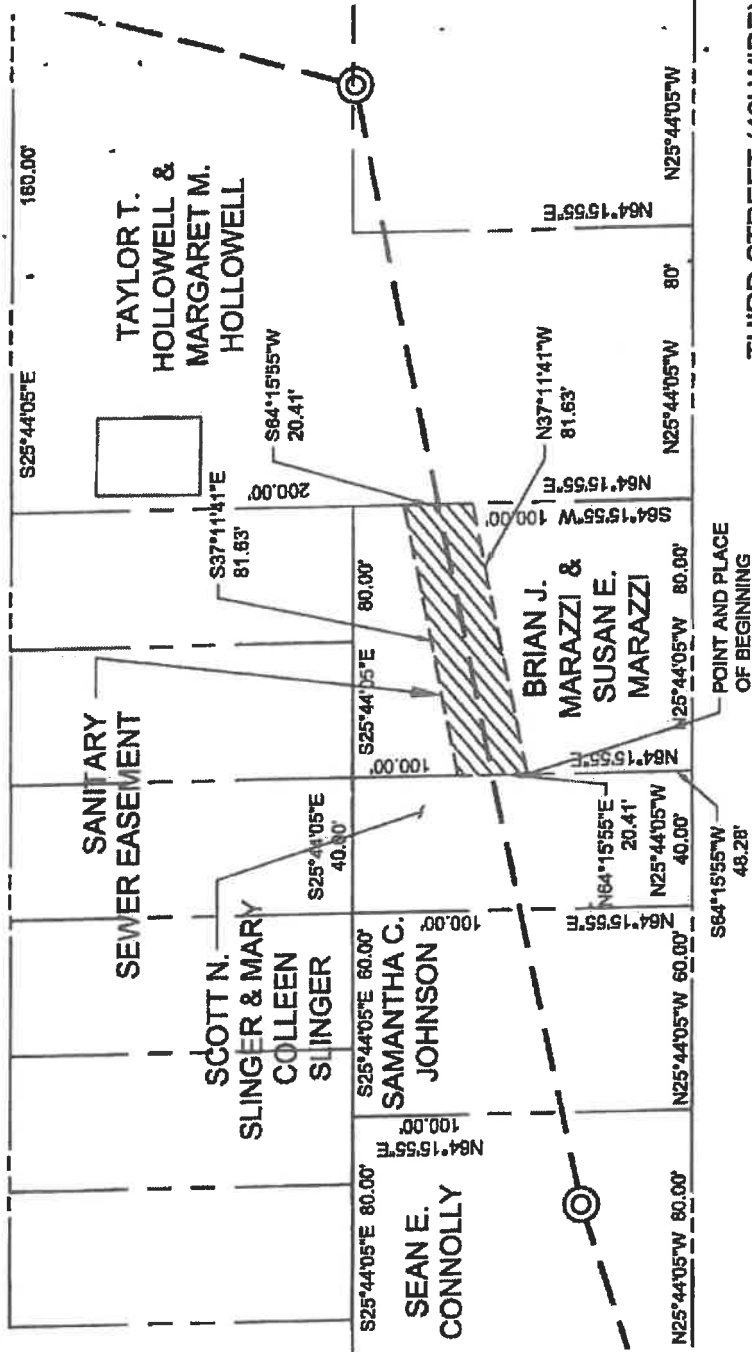 S25°44'05"E
160.00'
TAYLOR T.
HOLLOWELL &
MARGARET M.
HOLLOWELL
SANITARY
SEWER EASEMENT
S37°11'41"E
81.63'
200.00'
S64°15'55"W
20.41'
SCOTT N.
SLINGER & MARY
COLLEEN
SLINGER
S25°44'05"E
40.00'
S25°44'05"E
80.00'
S25°44'05"E 80.00'
S25°44'05"E 60.00'
SEAN E.
CONNOLLY
N64°15'55"E
100.00'
SAMANTHA C.
JOHNSON
100.00'
N64°15'55"E
100.00'
N64°15'55"E
BRIAN J.
MARAZZI &
SUSAN E.
MARAZZI
S64°15'55"W 100.00'
N64°15'55"E
N37°11'41"W
81.63'
N64°15'55"E
N64°15'55"E
20.41'
N25°44'05"W 80.00'
N25°44'05"W 60.00'
N25°44'05"W
40.00'
N25°44'05"W 80.00'
N25°44'05"W
80'
N25°44'05"W
S64°15'55"W
48.28'
POINT AND PLACE
OF BEGINNING
THIRD STREET